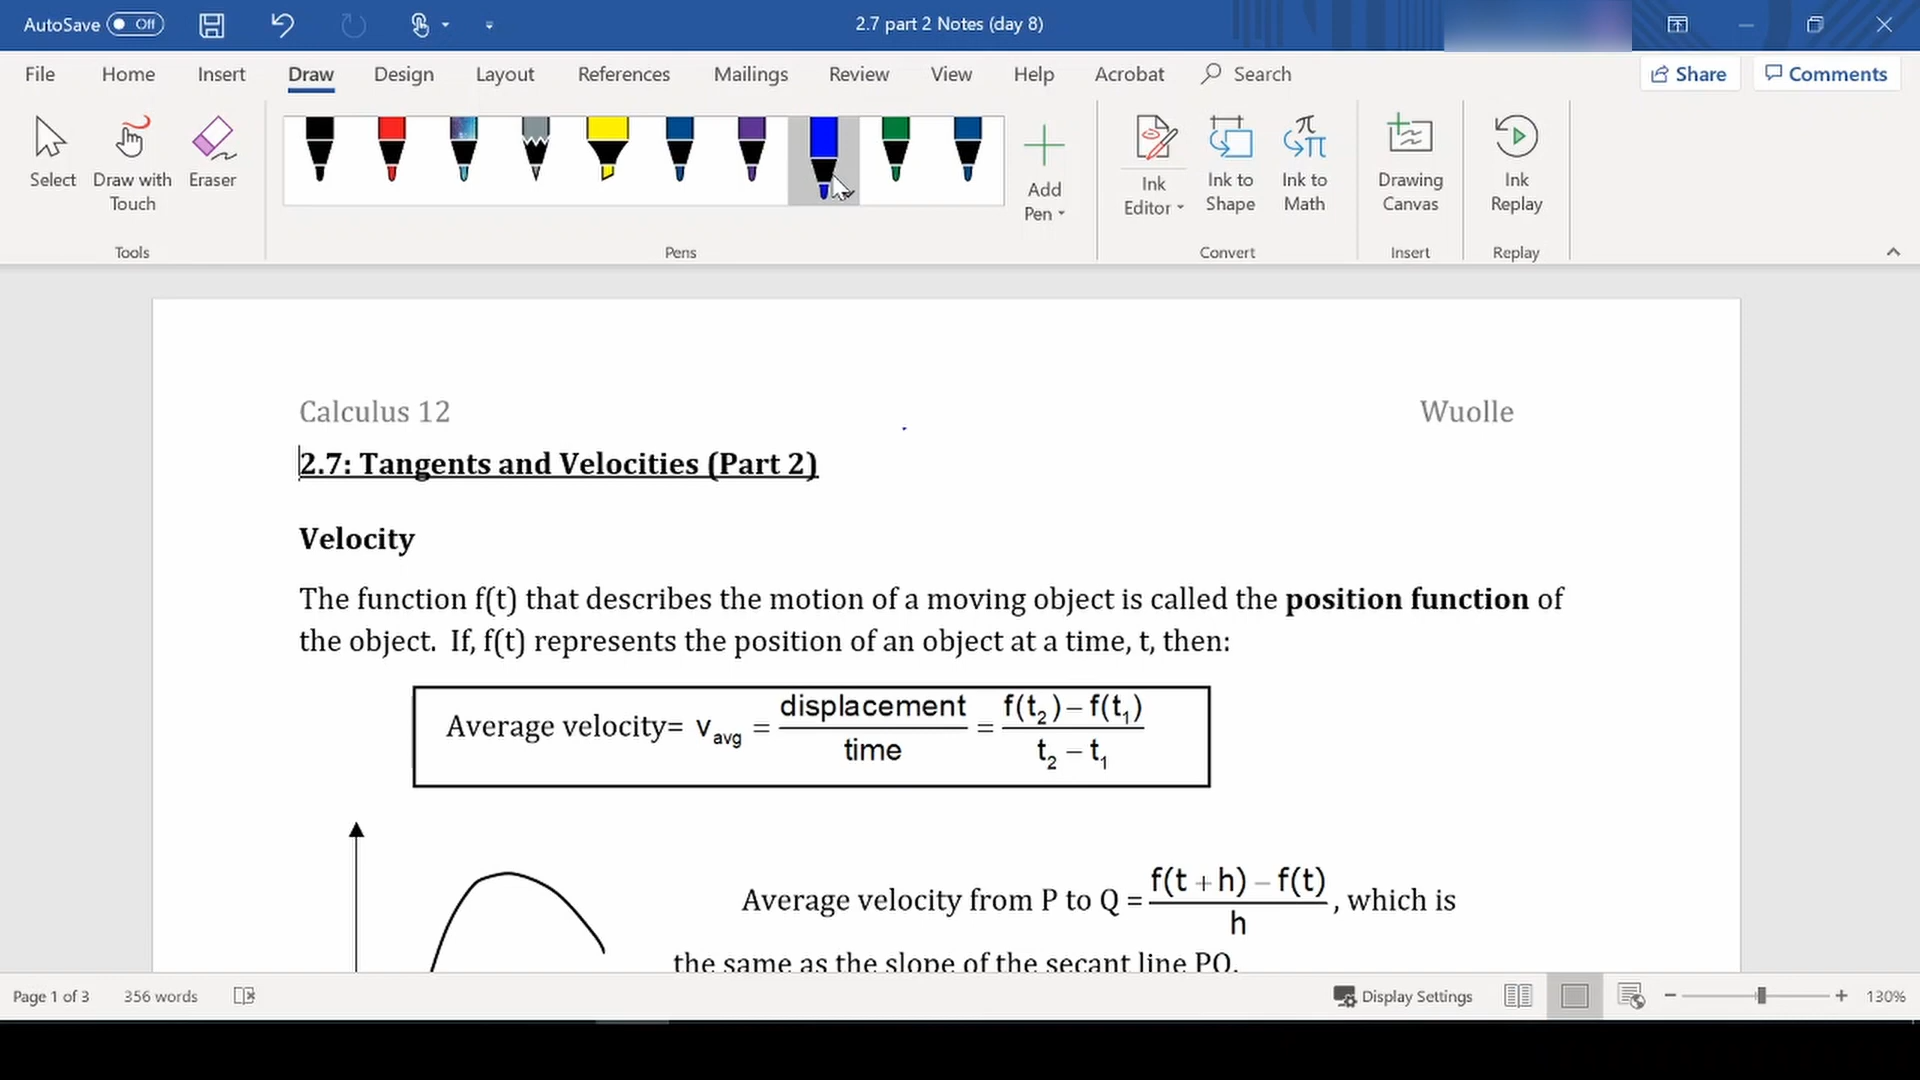 AutoSave Off
2.7 part 2 Notes (day 8)
File Home Insert Draw Design Layout References Mailings Review View Help Acrobat Search Share Comments
Select
Draw with
Touch
Eraser
Tools
Pens
Add
Pen
Ink
Editor
Ink to
Shape
Ink to
Math
Convert
Drawing
Canvas
Insert
Ink
Replay
Replay
Calculus 12 Wuolle
2.7: Tangents and Velocities (Part 2)
Velocity
The function f(t) that describes the motion of a moving object is called the position function of
the object.  If, f(t) represents the position of an object at a time, t, then:
Average velocity= v_avg = displacement/time = f(t₂) – f(t₁)/t₂ – t₁
Average velocity from P to Q = f(t + h) – f(t)/h , which is
the same as the slope of the secant line PQ.
Page 1 of 3 356 words Display Settings 130%